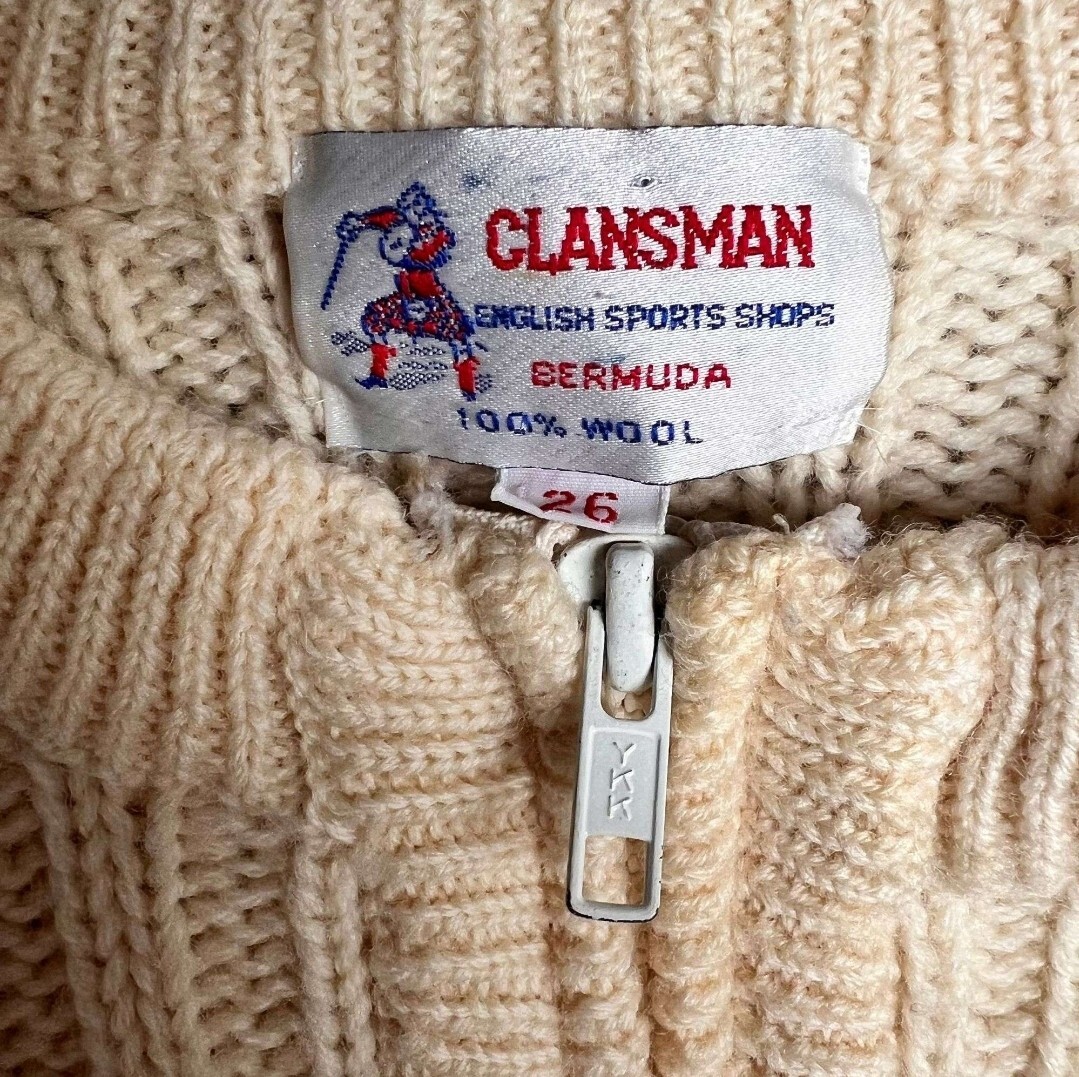 CLANSMAN
ENGLISH SPORTS SHOPS
BERMUDA
100% WOOL
26
YKK